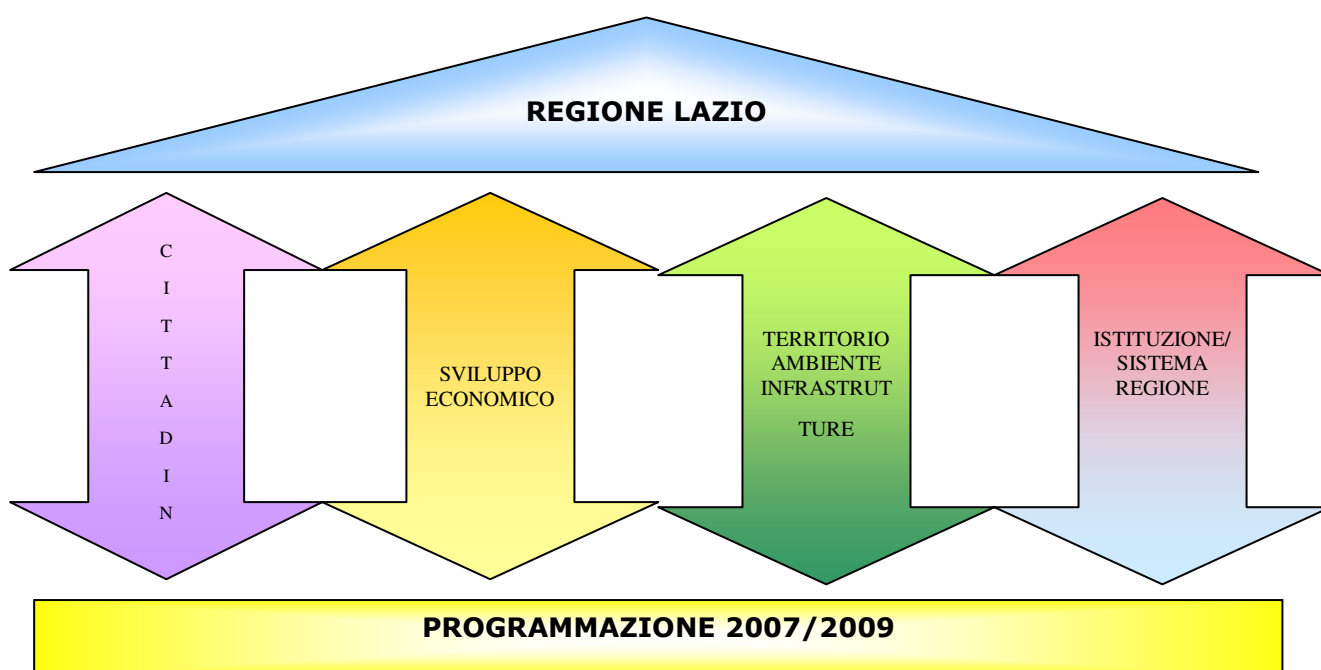 REGIONE LAZIO
C
I
T
T
A
D
I
N
SVILUPPO
ECONOMICO
TERRITORIO
AMBIENTE
INFRASTRUT
TURE
ISTITUZIONE/
SISTEMA
REGIONE
PROGRAMMAZIONE 2007/2009